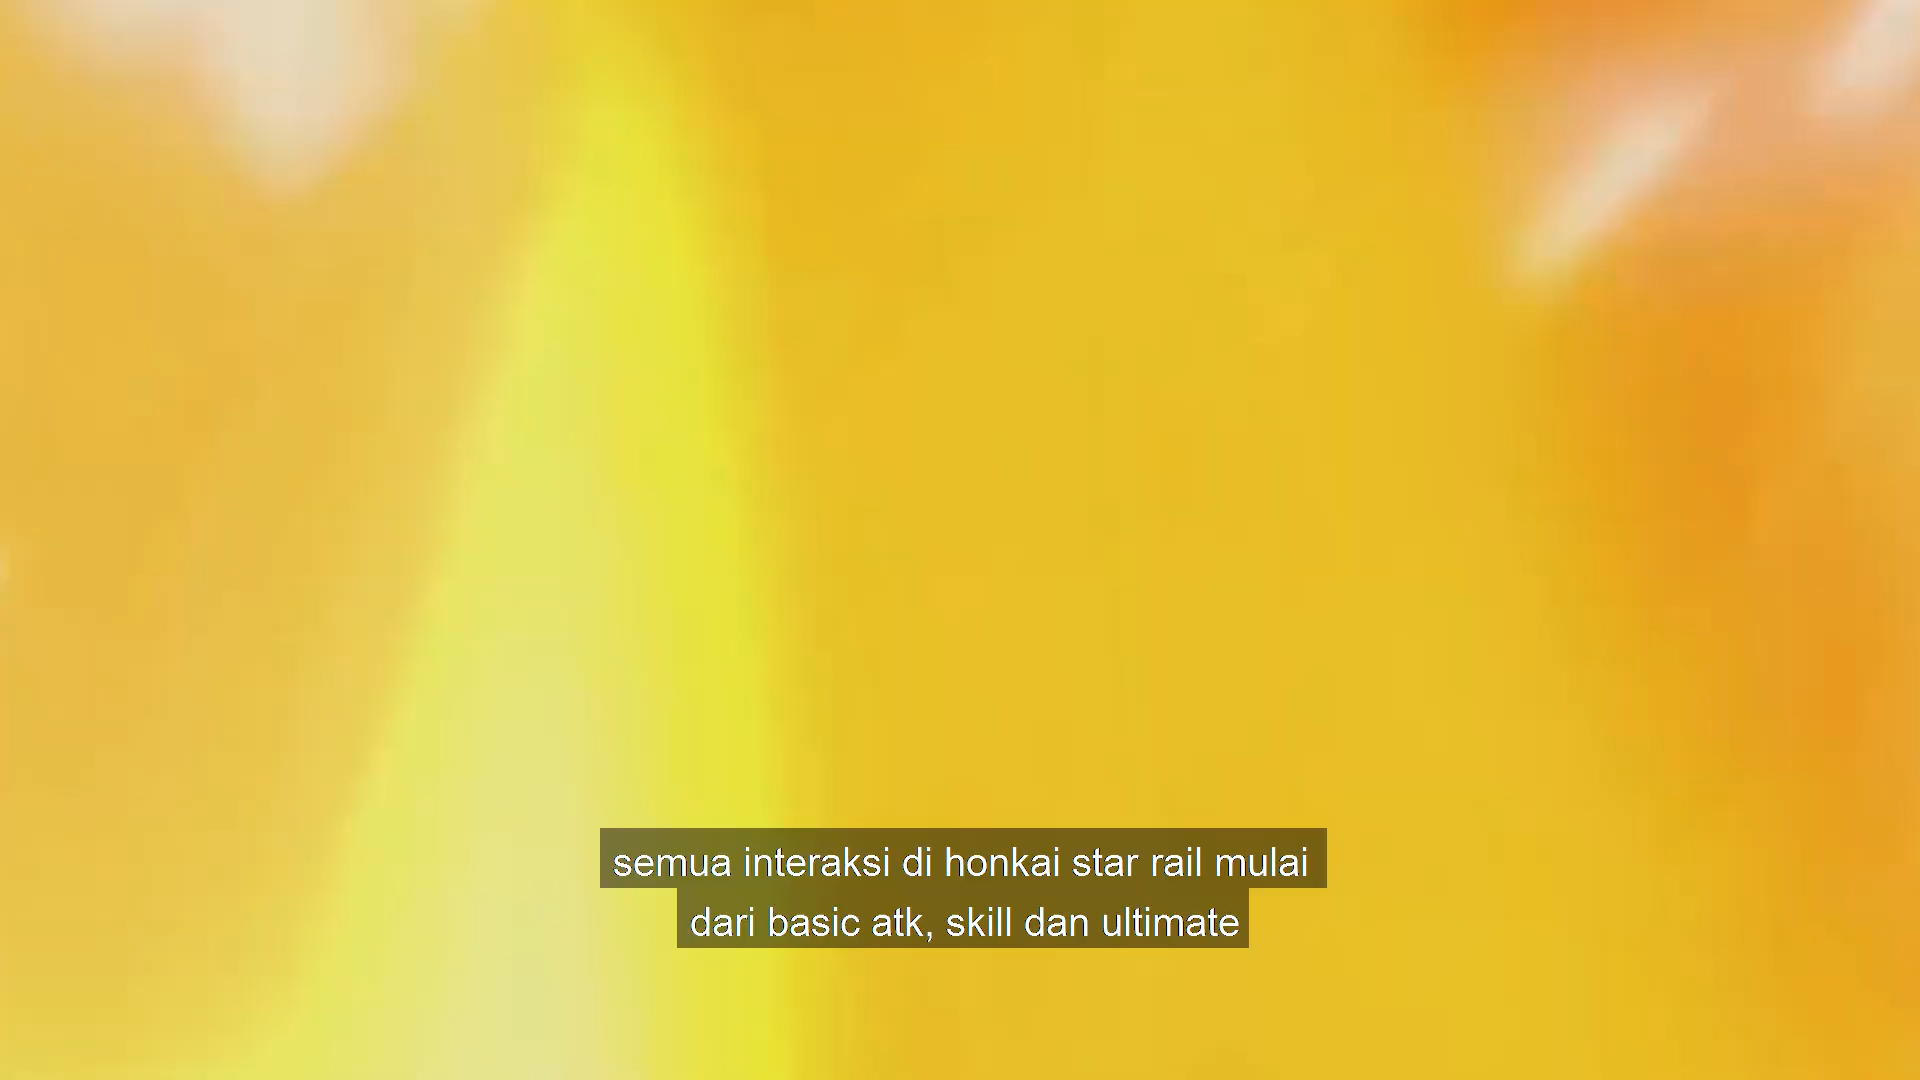 semua interaksi di honkai star rail mulai
dari basic atk, skill dan ultimate